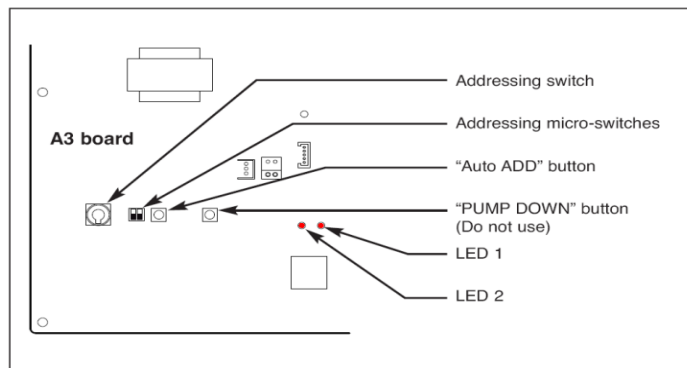 Addressing switch
A3 board
Addressing micro-switches
“Auto ADD” button
“PUMP DOWN” button
(Do not use)
LED 1
LED 2